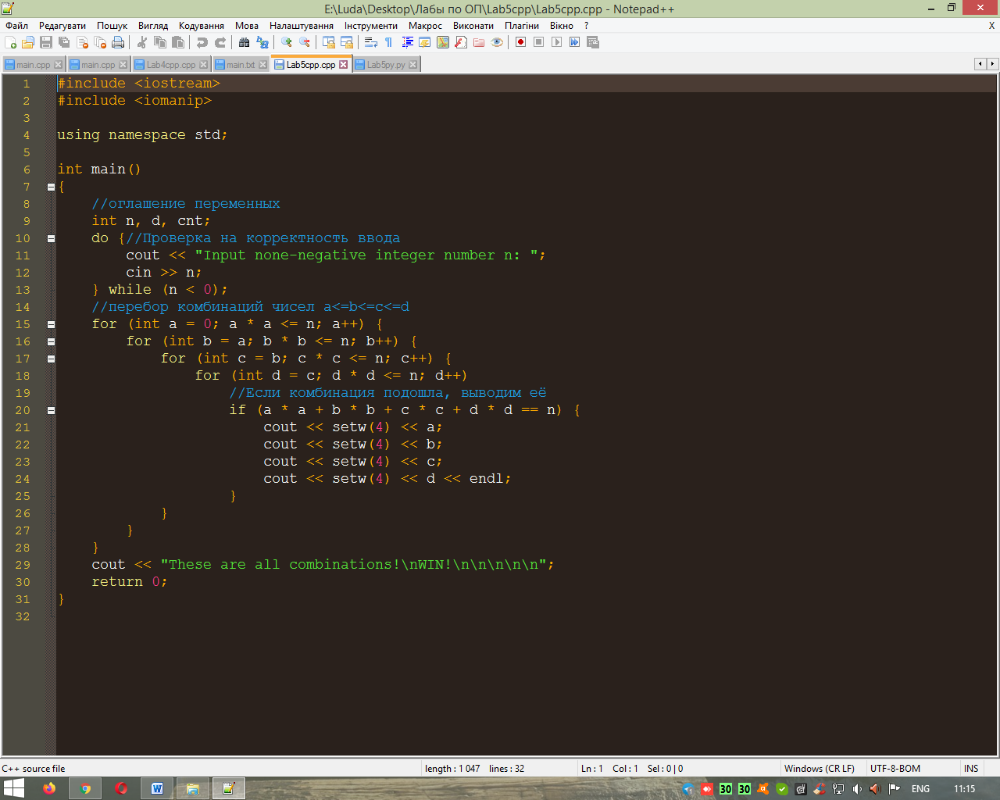 E:\Luda\Desktop\Лабы по ОП\Lab5cpp\Lab5cpp.cpp - Notepad++
Файл Редагувати Пошук Вигляд Кодування Мова Налаштування Інструменти Макрос Виконати Плагіни Вікно ? X
main.cpp main.cpp Lab4cpp.cpp main.txt Lab5cpp.cpp Lab5py.py
1 #include <iostream>
2 #include <iomanip>
3
4 using namespace std;
5
6 int main()
7 {
8 //оглашение переменных
9 int n, d, cnt;
10 do {//Проверка на корректность ввода
11 cout << "Input none-negative integer number n: ";
12 cin >> n;
13 } while (n < 0);
14 //перебор комбинаций чисел a<=b<=c<=d
15 for (int a = 0; a * a <= n; a++) {
16 for (int b = a; b * b <= n; b++) {
17 for (int c = b; c * c <= n; c++) {
18 for (int d = c; d * d <= n; d++)
19 //Если комбинация подошла, выводим её
20 if (a * a + b * b + c * c + d * d == n) {
21 cout << setw(4) << a;
22 cout << setw(4) << b;
23 cout << setw(4) << c;
24 cout << setw(4) << d << endl;
25 }
26 }
27 }
28 }
29 cout << "These are all combinations!\nWIN!\n\n\n\n\n";
30 return 0;
31 }
32
C++ source file length : 1 047 lines : 32 Ln : 1 Col : 1 Sel : 0 | 0 Windows (CR LF) UTF-8-BOM INS
30 30 ENG 11:15